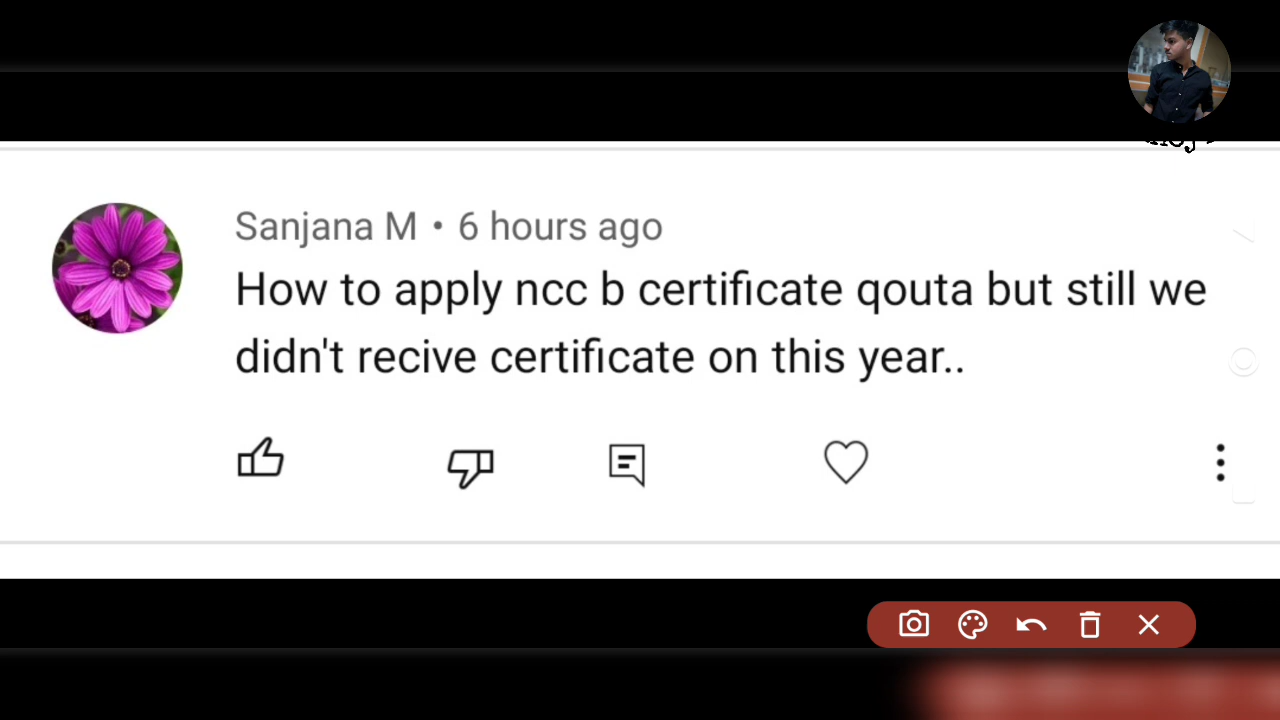 Sanjana M • 6 hours ago
How to apply ncc b certificate qouta but still we
didn't recive certificate on this year..